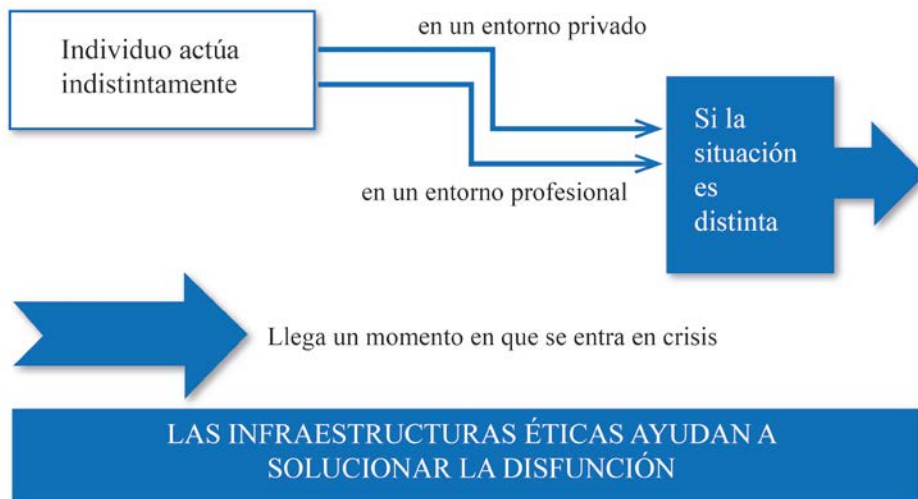 en un entorno privado
Individuo actúa
indistintamente
Si la
situación
es
distinta
en un entorno profesional
Llega un momento en que se entra en crisis
LAS INFRAESTRUCTURAS ÉTICAS AYUDAN A
SOLUCIONAR LA DISFUNCIÓN